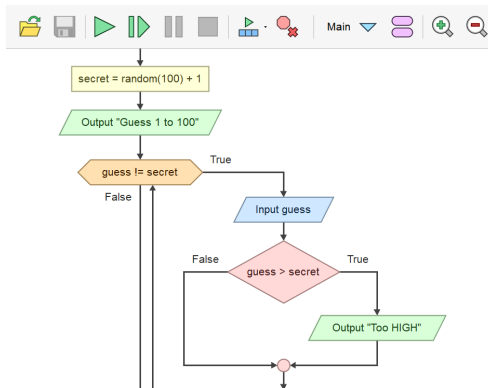 Main
secret = random(100) + 1
Output "Guess 1 to 100"
guess != secret
True
False
Input guess
guess > secret
False
True
Output "Too HIGH"